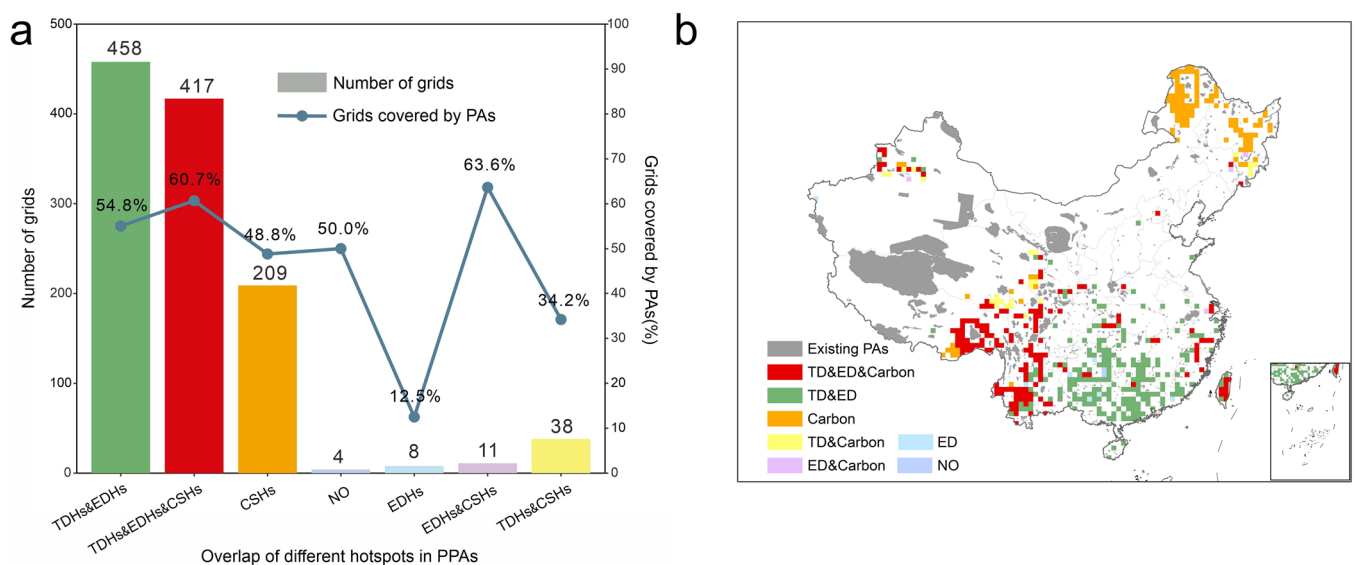 a
500
400
300
200
100
0
Number of grids
100
90
80
70
60
50
40
30
20
10
0
Grids covered by PAs(%)
Number of grids
Grids covered by PAs
458
417
209
4
8
11
38
54.8%
60.7%
48.8%
50.0%
12.5%
63.6%
34.2%
TDHs&EDHs
TDHs&EDHs&CSHs
CSHs
NO
EDHs
EDHs&CSHs
TDHs&CSHs
Overlap of different hotspots in PPAs
b
Existing PAs
TD&ED&Carbon
TD&ED
Carbon
TD&Carbon
ED&Carbon
ED
NO